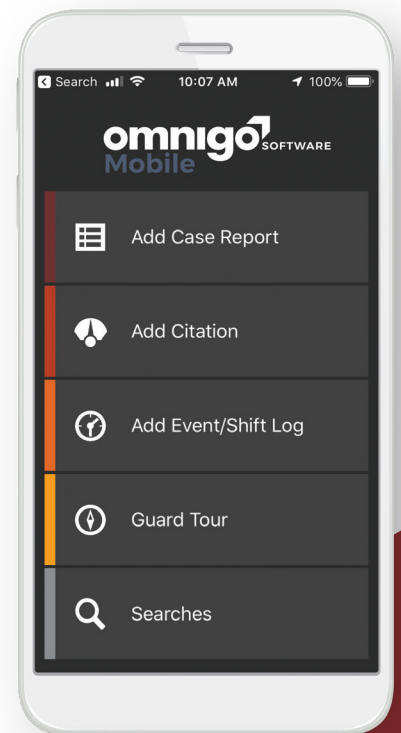 Search 10:07 AM 100%
omnigo SOFTWARE
Mobile
Add Case Report
Add Citation
Add Event/Shift Log
Guard Tour
Searches